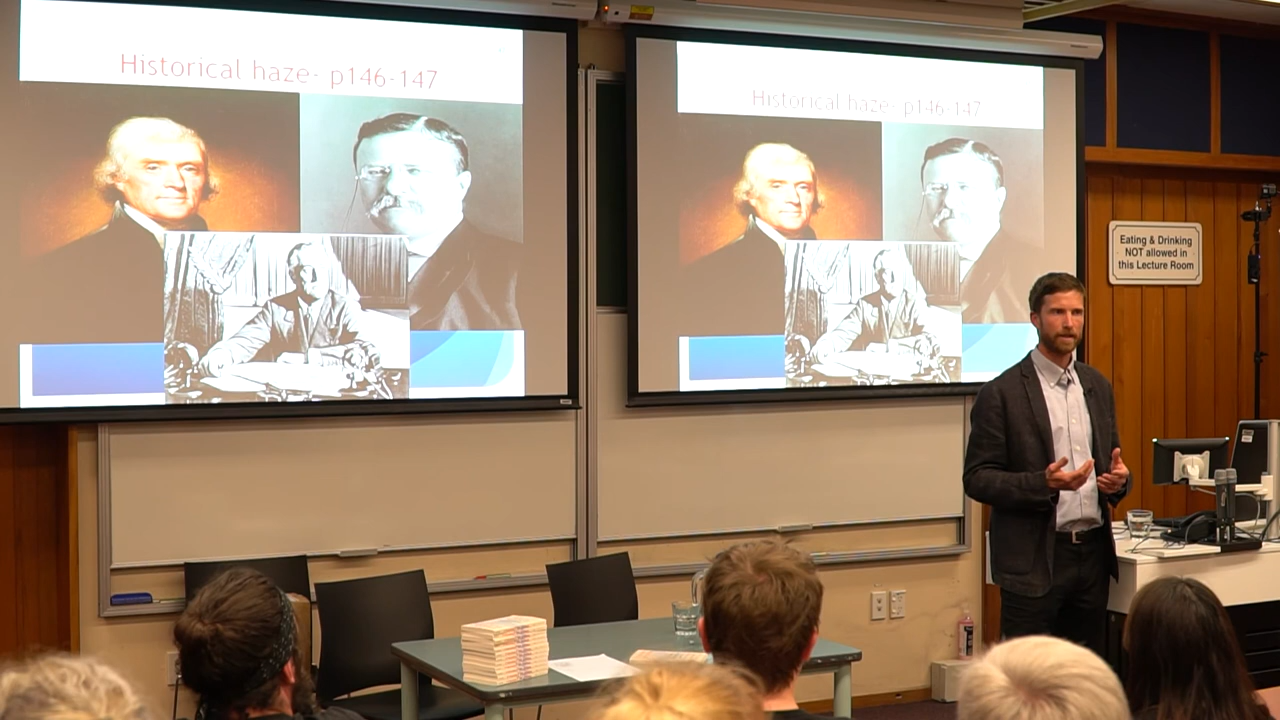 Historical haze- p146-147
Historical haze- p146-147
Eating & Drinking
NOT allowed in
this Lecture Room